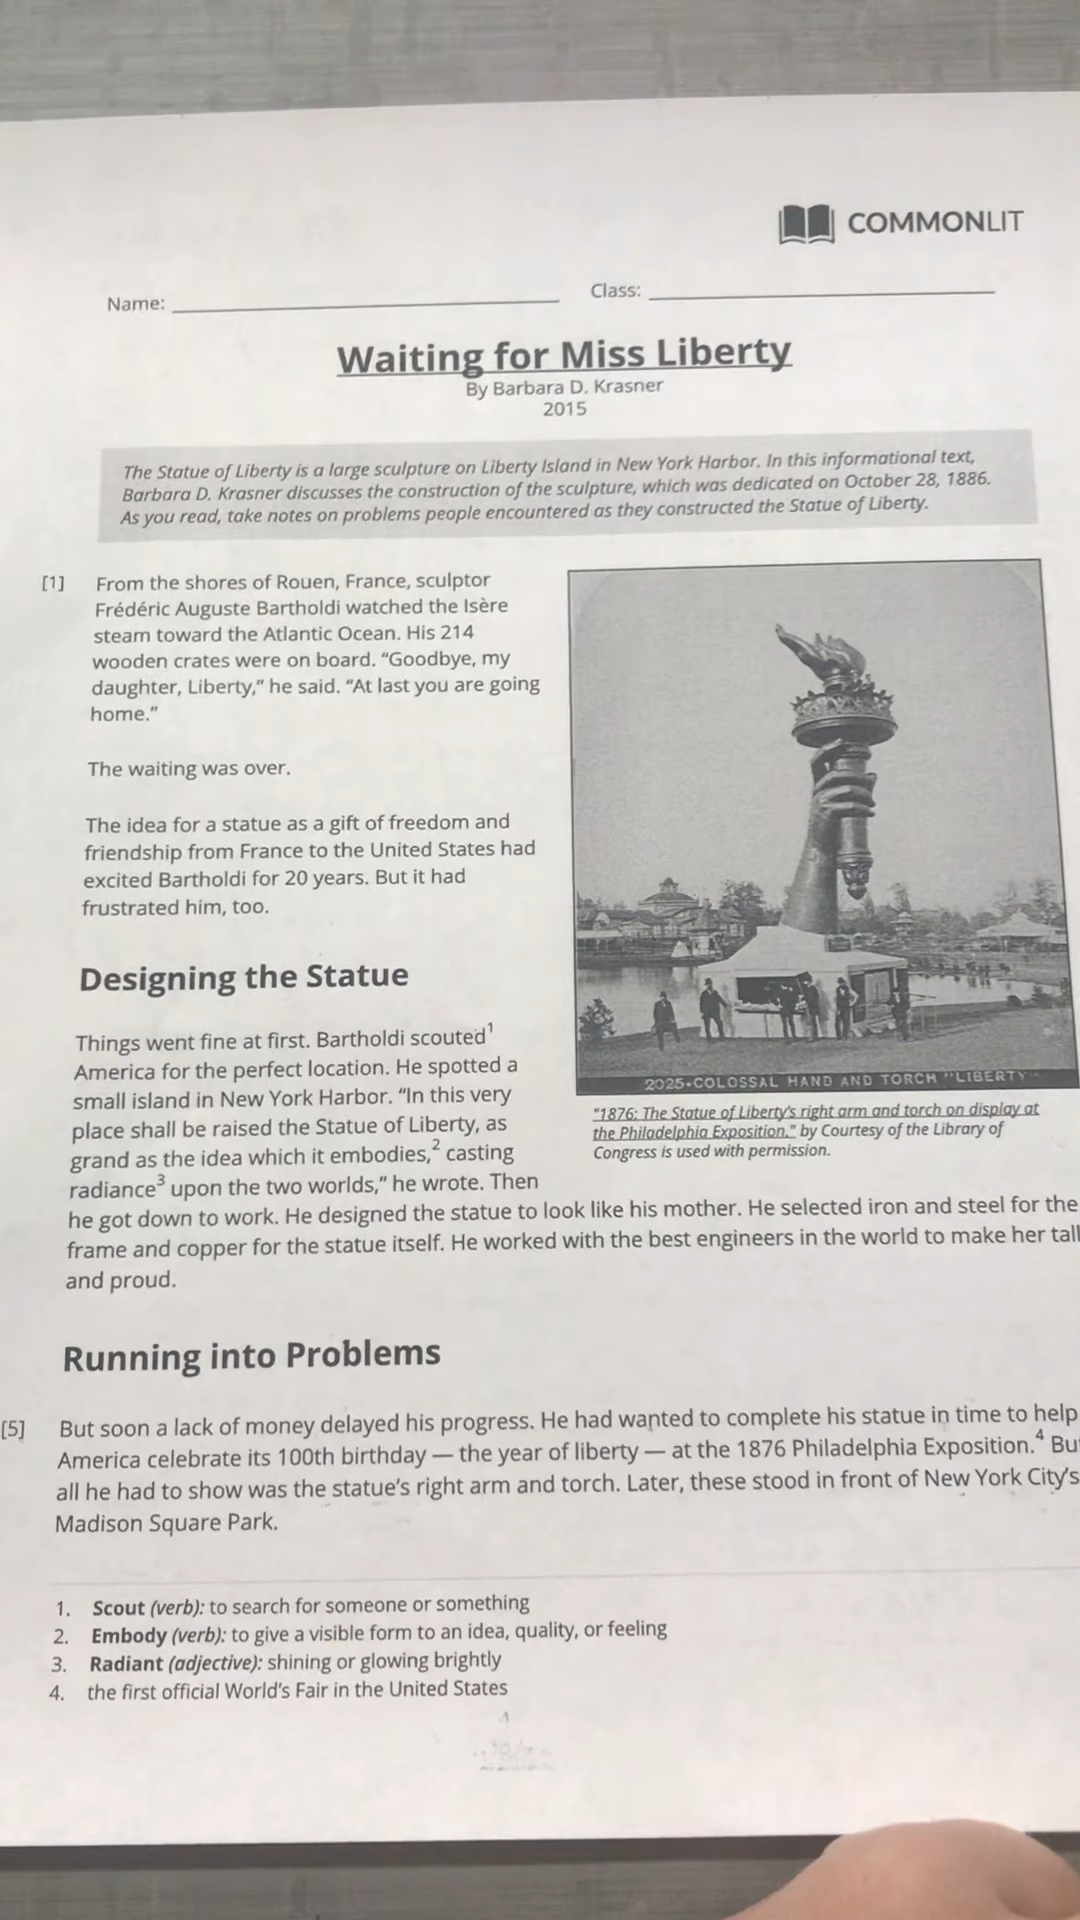 COMMONLIT
Name:
Class:
Waiting for Miss Liberty
By Barbara D. Krasner
2015
The Statue of Liberty is a large sculpture on Liberty Island in New York Harbor. In this informational text,
Barbara D. Krasner discusses the construction of the sculpture, which was dedicated on October 28, 1886.
As you read, take notes on problems people encountered as they constructed the Statue of Liberty.
[1] From the shores of Rouen, France, sculptor
Frédéric Auguste Bartholdi watched the Isère
steam toward the Atlantic Ocean. His 214
wooden crates were on board. “Goodbye, my
daughter, Liberty,” he said. “At last you are going
home.”
The waiting was over.
The idea for a statue as a gift of freedom and
friendship from France to the United States had
excited Bartholdi for 20 years. But it had
frustrated him, too.
Designing the Statue
Things went fine at first. Bartholdi scouted1
America for the perfect location. He spotted a
small island in New York Harbor. “In this very
place shall be raised the Statue of Liberty, as
grand as the idea which it embodies,2 casting
radiance3 upon the two worlds,” he wrote. Then
he got down to work. He designed the statue to look like his mother. He selected iron and steel for the
frame and copper for the statue itself. He worked with the best engineers in the world to make her tall
and proud.
2025-COLOSSAL HAND AND TORCH "LIBERTY"
"1876: The Statue of Liberty's right arm and torch on display at
the Philadelphia Exposition." by Courtesy of the Library of
Congress is used with permission.
Running into Problems
[5] But soon a lack of money delayed his progress. He had wanted to complete his statue in time to help
America celebrate its 100th birthday — the year of liberty — at the 1876 Philadelphia Exposition.4 Bu
all he had to show was the statue’s right arm and torch. Later, these stood in front of New York City’s
Madison Square Park.
1. Scout (verb): to search for someone or something
2. Embody (verb): to give a visible form to an idea, quality, or feeling
3. Radiant (adjective): shining or glowing brightly
4. the first official World’s Fair in the United States